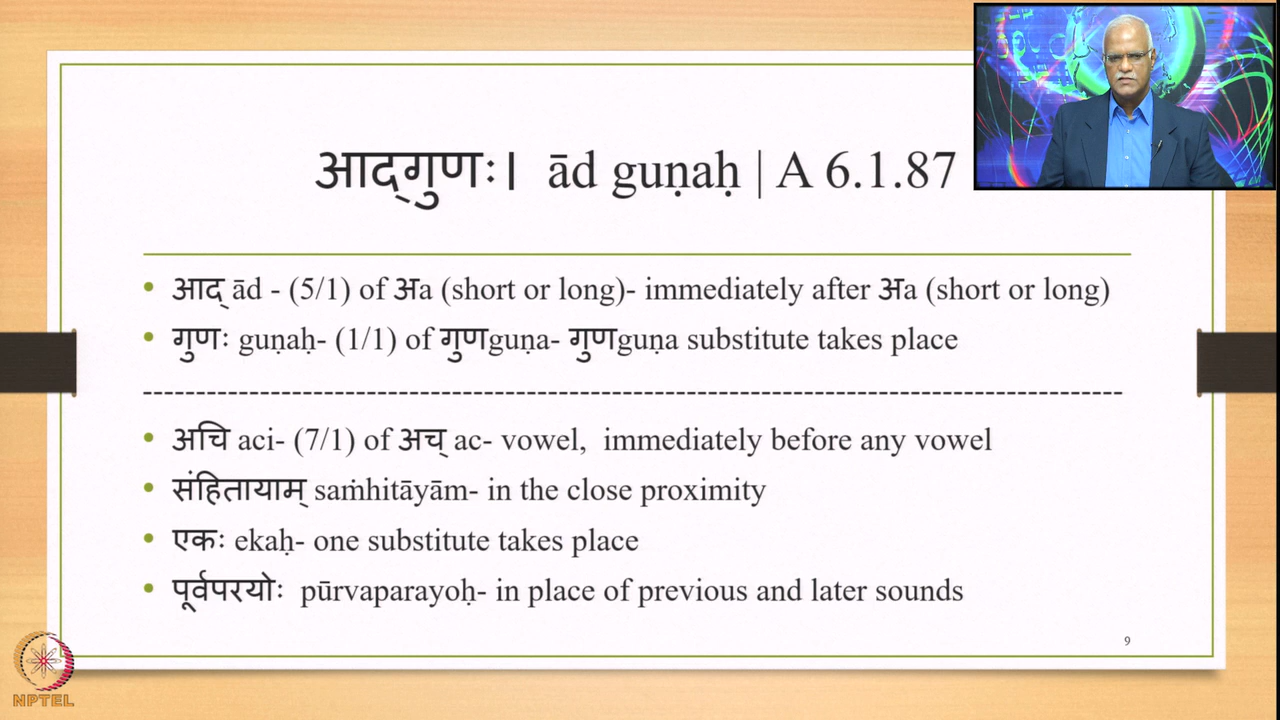 आद्गुणः। ād guṇaḥ | A 6.1.87
• आद् ād - (5/1) of अa (short or long)- immediately after अa (short or long)
• गुणः guṇaḥ- (1/1) of गुणguṇa- गुणguṇa substitute takes place
--------------------------------------------------------------------------------------------------
• अचि aci- (7/1) of अच् ac- vowel, immediately before any vowel
• संहितायाम् saṁhitāyām- in the close proximity
• एकः ekaḥ- one substitute takes place
• पूर्वपरयोः pūrvaparayoḥ- in place of previous and later sounds
9
NPTEL